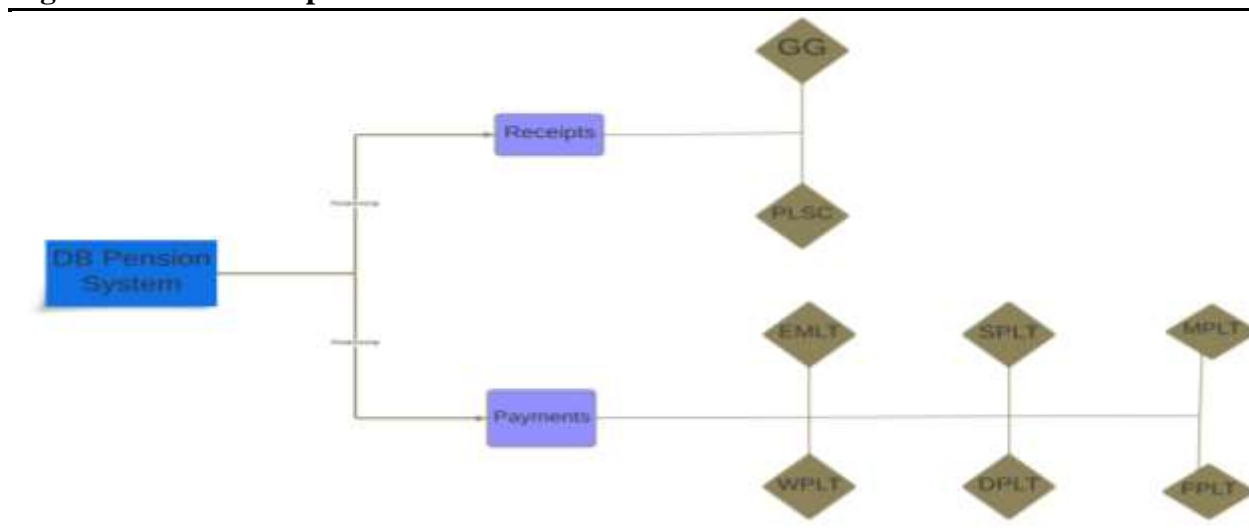 Receipts
GG
PLSC
DB Pension
System
Payments
EMLT
SPLT
MPLT
WPLT
DPLT
FPLT